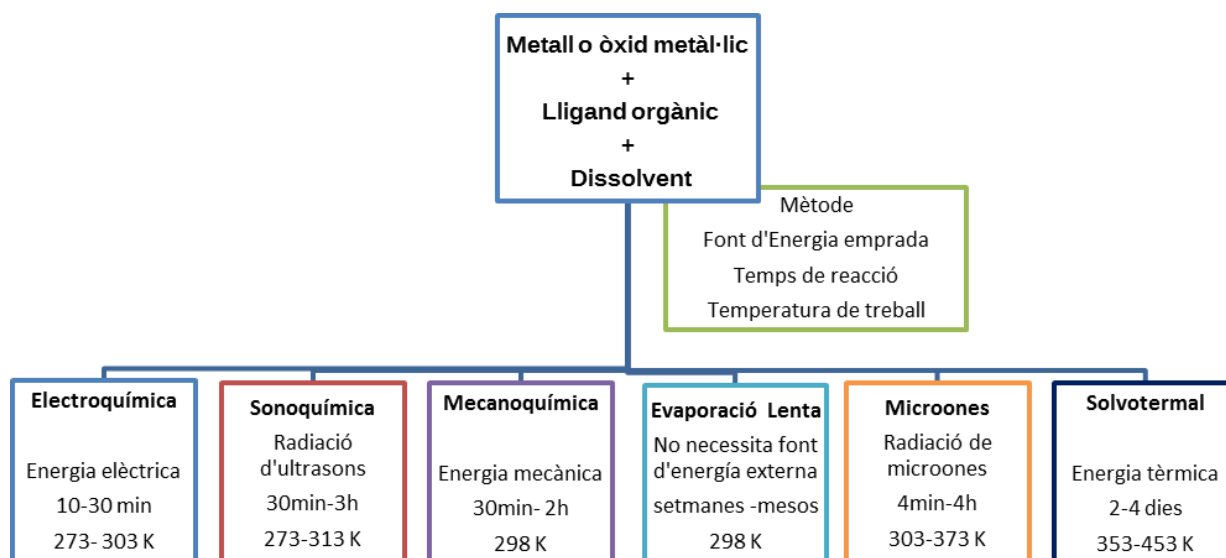 Metall o òxid metàl·lic
+
Lligand orgànic
+
Dissolvent
Mètode
Font d'Energia emprada
Temps de reacció
Temperatura de treball
Electroquímica
Energia elèctrica
10-30 min
273- 303 K
Sonoquímica
Radiació
d'ultrasons
30min-3h
273-313 K
Mecanoquímica
Energia mecànica
30min- 2h
298 K
Evaporació Lenta
No necessita font
d'energía externa
setmanes -mesos
298 K
Microones
Radiació de
microones
4min-4h
303-373 K
Solvotermal
Energia tèrmica
2-4 dies
353-453 K